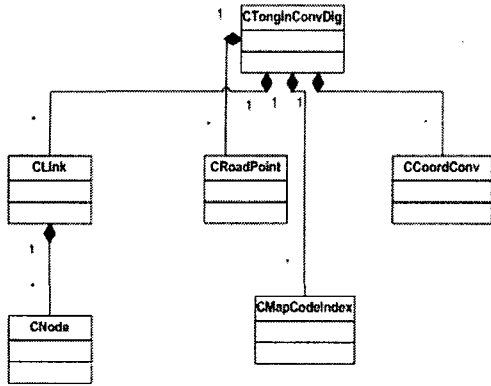 1
CTongInConvDlg
1
1
1
*
*
CLink
CRoadPoint
CCoordConv
1
*
*
CNode
CMapCodeIndex